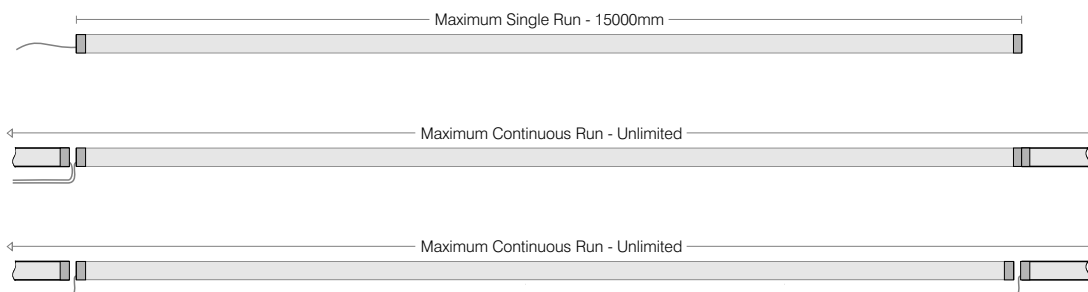 Maximum Single Run - 15000mm
Maximum Continuous Run - Unlimited
Maximum Continuous Run - Unlimited